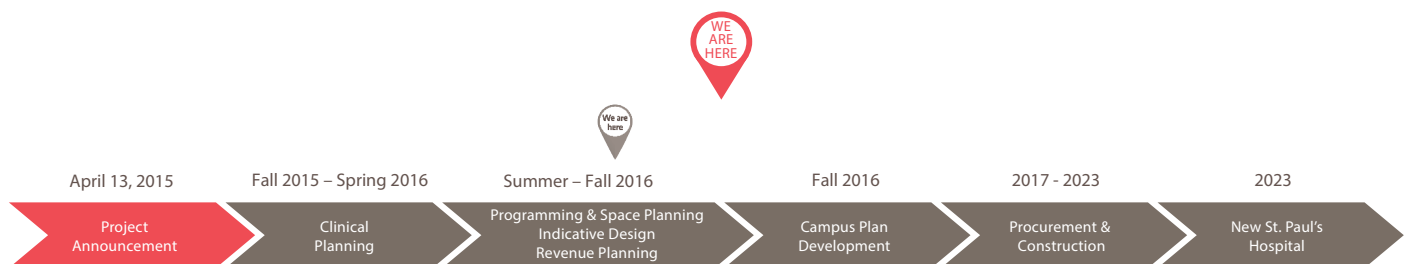 WE
ARE
HERE
We are
here
April 13, 2015
Fall 2015 – Spring 2016
Summer – Fall 2016
Fall 2016
2017 - 2023
2023
Project
Announcement
Clinical
Planning
Programming & Space Planning
Indicative Design
Revenue Planning
Campus Plan
Development
Procurement &
Construction
New St. Paul's
Hospital